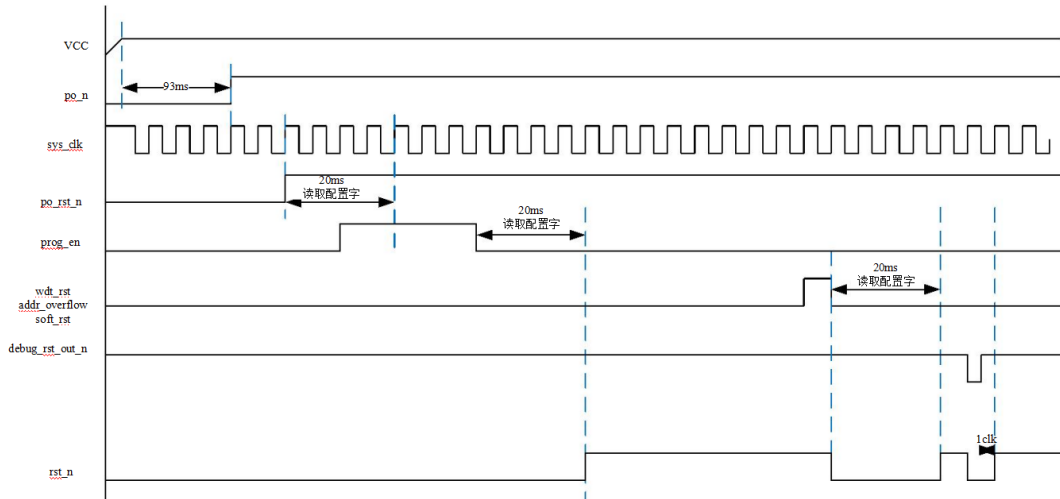 VCC
93ms
po_n
sys_clk
20ms
读取配置字
po_rst_n
20ms
读取配置字
prog_en
20ms
读取配置字
wdt_rst
addr_overflow
soft_rst
debug_rst_out_n
1clk
rst_n